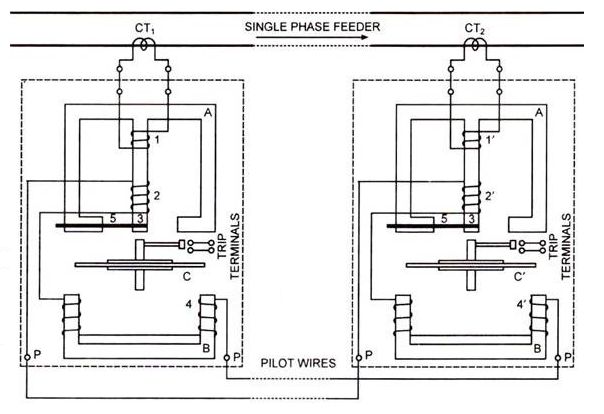 CT1
SINGLE PHASE FEEDER
CT2
A
1
2
5 3
TRIP
TERMINALS
C
4
B
P
P
PILOT WIRES
A
1′
2′
5 3
TRIP
TERMINALS
C′
4′
B
P
P